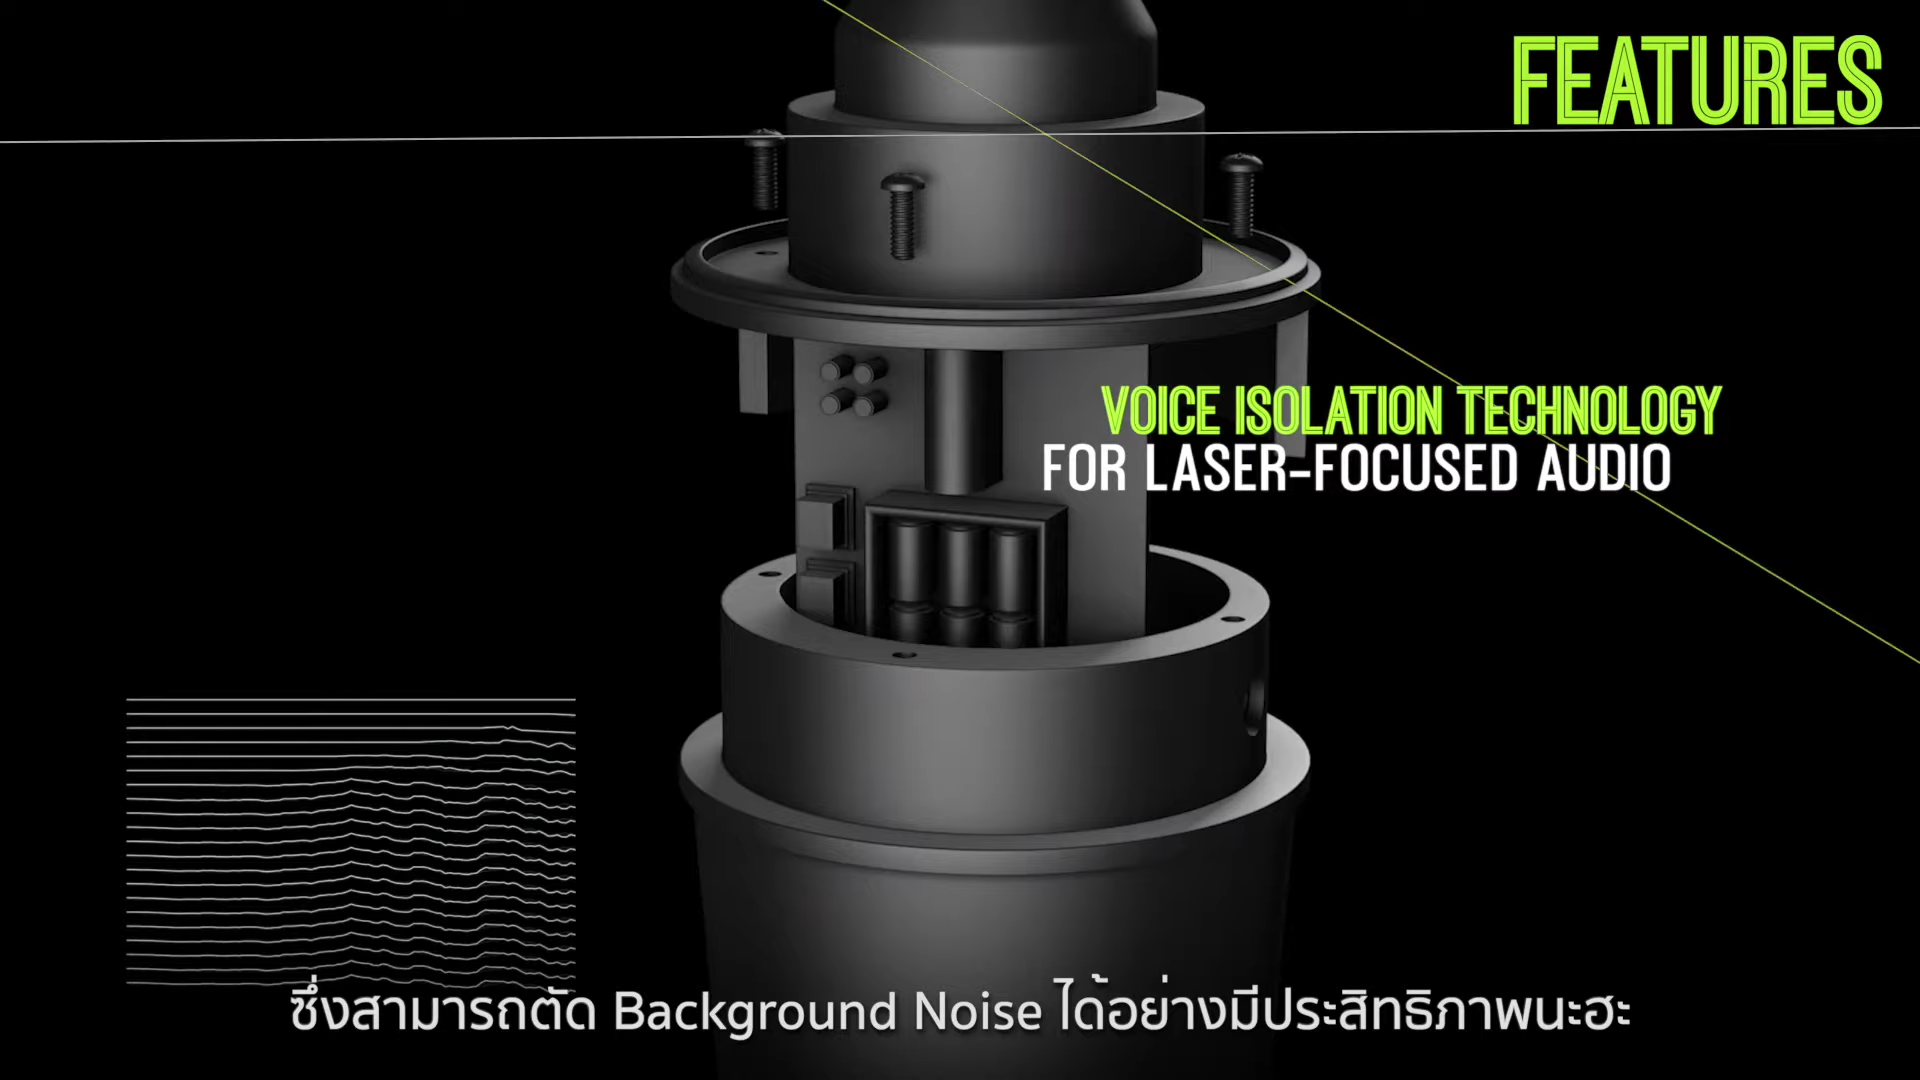 FEATURES
VOICE ISOLATION TECHNOLOGY
FOR LASER-FOCUSED AUDIO
ซึ่งสามารถตัด Background Noise ได้อย่างมีประสิทธิภาพนะฮะ